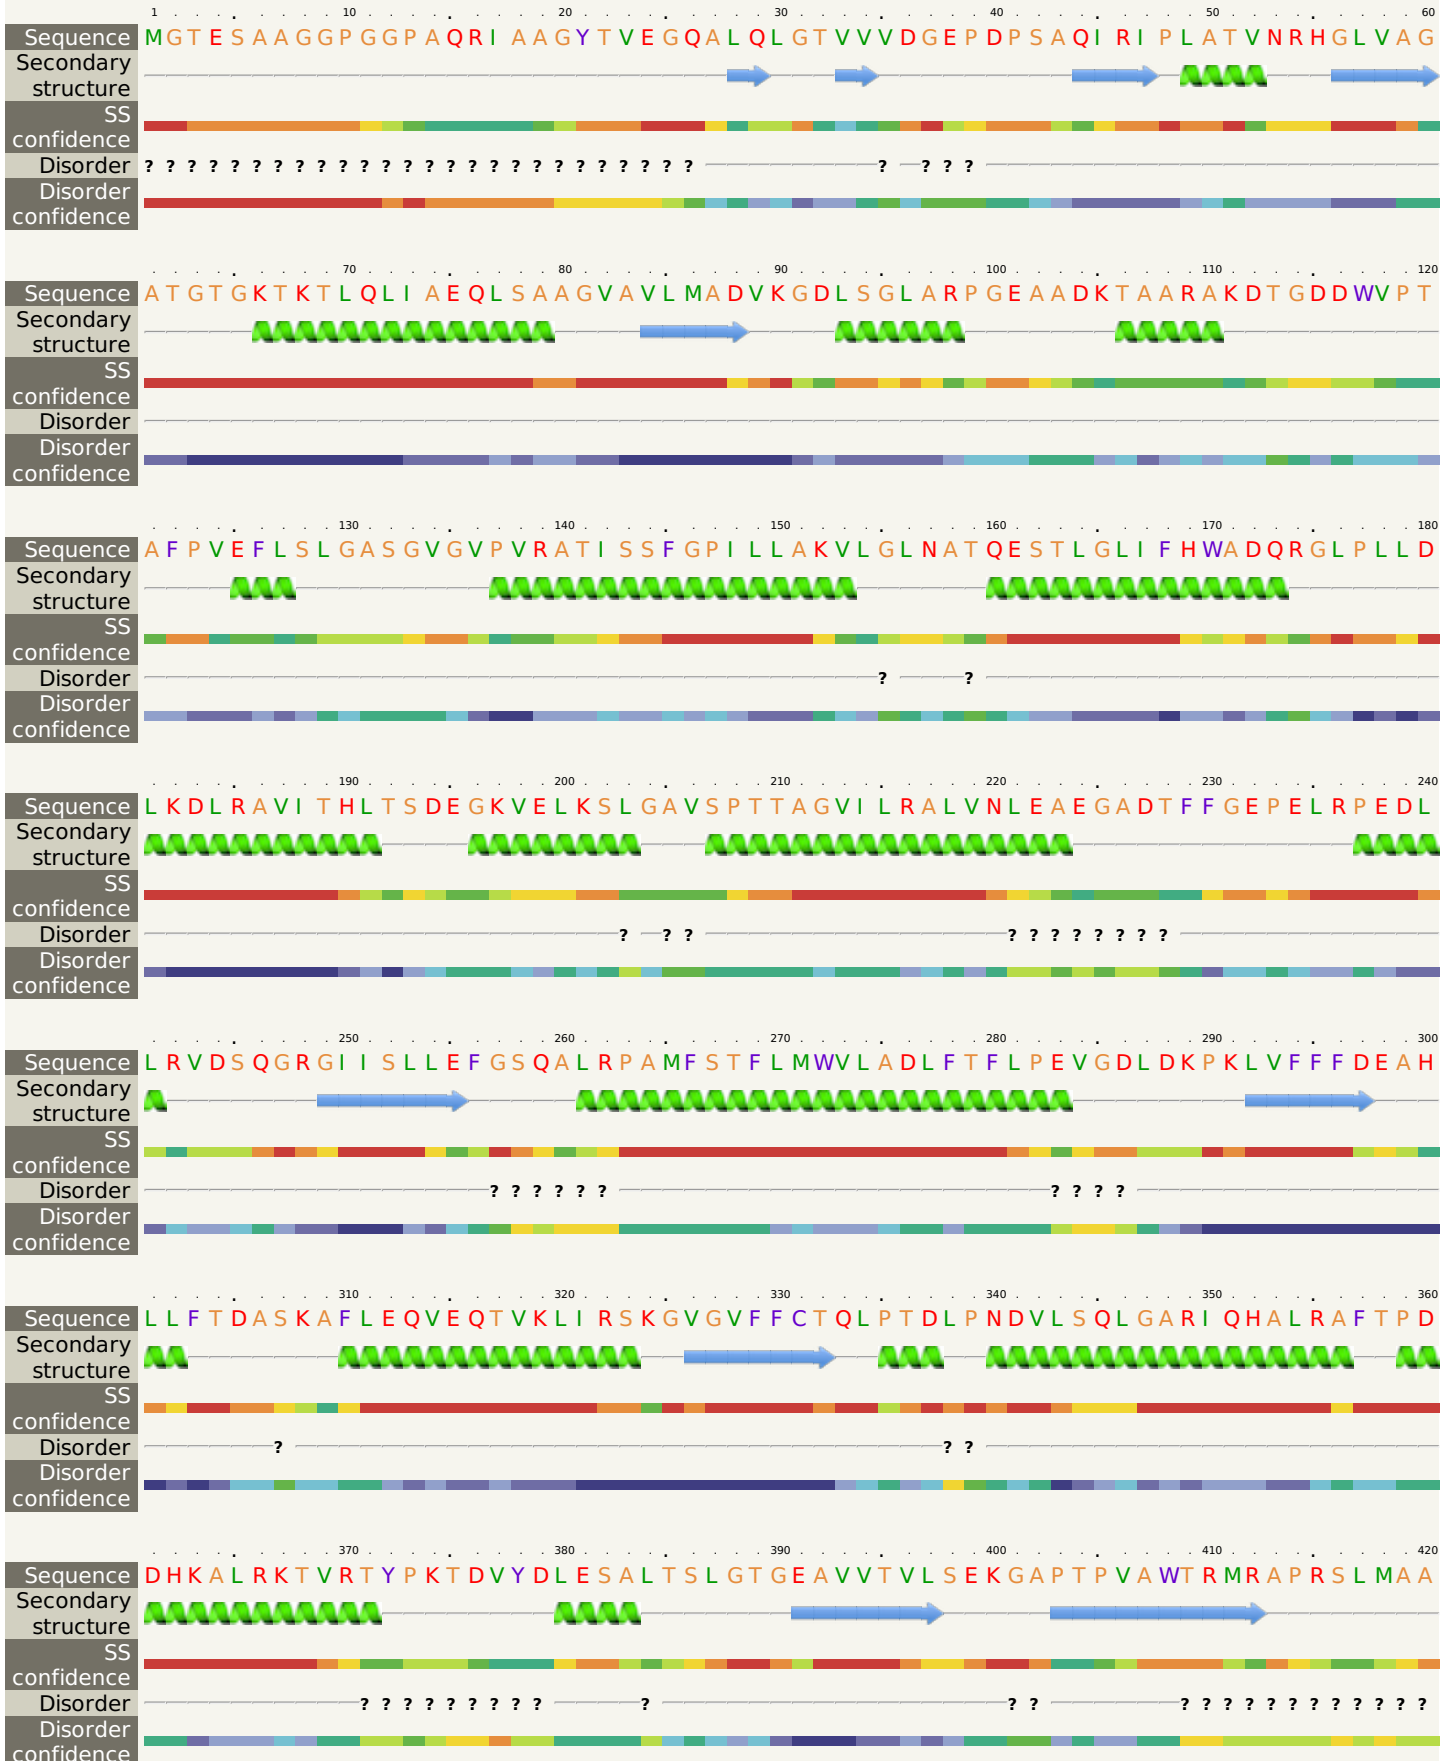 1 10 20 30 40 50 60
Sequence MGTESAAGGPGGPAQRIAAGYTVEGQALQLGTVVVDGEPDPSAQIRIPLATVNRHGLVAG
Secondary
structure
SS
confidence
Disorder ? ? ? ? ? ? ? ? ? ? ? ? ? ? ? ? ? ? ? ? ? ? ? ? ? ? ? ? ? ?
Disorder
confidence
70 80 90 100 110 120
Sequence ATGTGKTKTLQLIAEQLSAAGVAVLMADVKGDLSGLARPGEAADKTAARAKDTGDDWVPT
Secondary
structure
SS
confidence
Disorder
Disorder
confidence
130 140 150 160 170 180
Sequence AFPVEFLSLGASGVGVPVRATISSFGPILLAKVLGLNATQESTLGLIFHWADQRGLPLLD
Secondary
structure
SS
confidence
Disorder ? ?
Disorder
confidence
190 200 210 220 230 240
Sequence LKDLRAVITHLTSDEGKVELKSLGAVSPTTAGVILRALVNLEAEGADTFFGEPELRPEDL
Secondary
structure
SS
confidence
Disorder ? ? ? ? ? ? ? ? ? ? ?
Disorder
confidence
250 260 270 280 290 300
Sequence LRVDSQGRGIISLLEFGSQALRPAMFSTFLMWVLADLFTFLPEVGDLDKPKLVFFFDEAH
Secondary
structure
SS
confidence
Disorder ? ? ? ? ? ? ? ? ? ?
Disorder
confidence
310 320 330 340 350 360
Sequence LLFTDASKAFLEQVEQTVKLIRSKGVGVFFCTQLPTDLPNDVLSQLGARIQHALRAFTPD
Secondary
structure
SS
confidence
Disorder ? ? ?
Disorder
confidence
370 380 390 400 410 420
Sequence DHKALRKTVRTYPKTDVYDLESALTSLGTGEAVVTVLSEKGAPTPVAWTRMRAPRSLMAA
Secondary
structure
SS
confidence
Disorder ? ? ? ? ? ? ? ? ? ? ? ? ? ? ? ? ? ? ? ? ? ? ? ?
Disorder
confidence